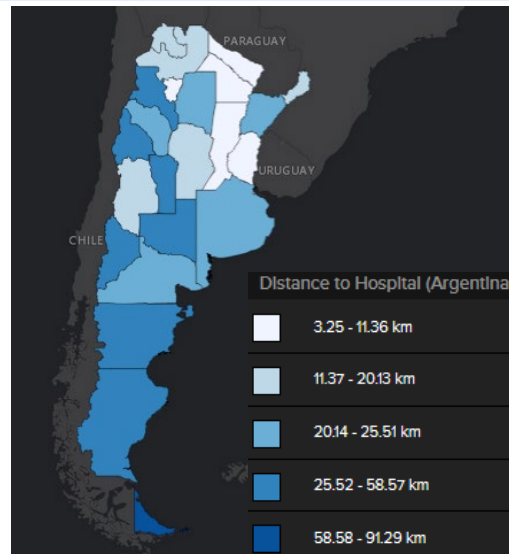 PARAGUAY
URUGUAY
CHILE
Distance to Hospital (Argentina
3.25 - 11.36 km
11.37 - 20.13 km
20.14 - 25.51 km
25.52 - 58.57 km
58.58 - 91.29 km